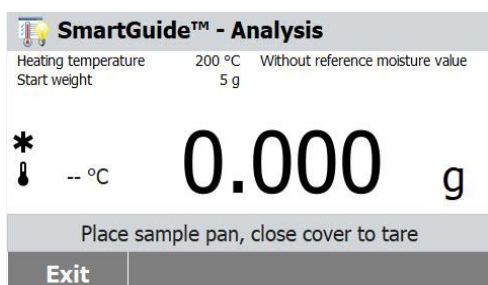 SmartGuide™ - Analysis
Heating temperature 200 °C Without reference moisture value
Start weight 5 g
-- °C 0.000 g
Place sample pan, close cover to tare
Exit